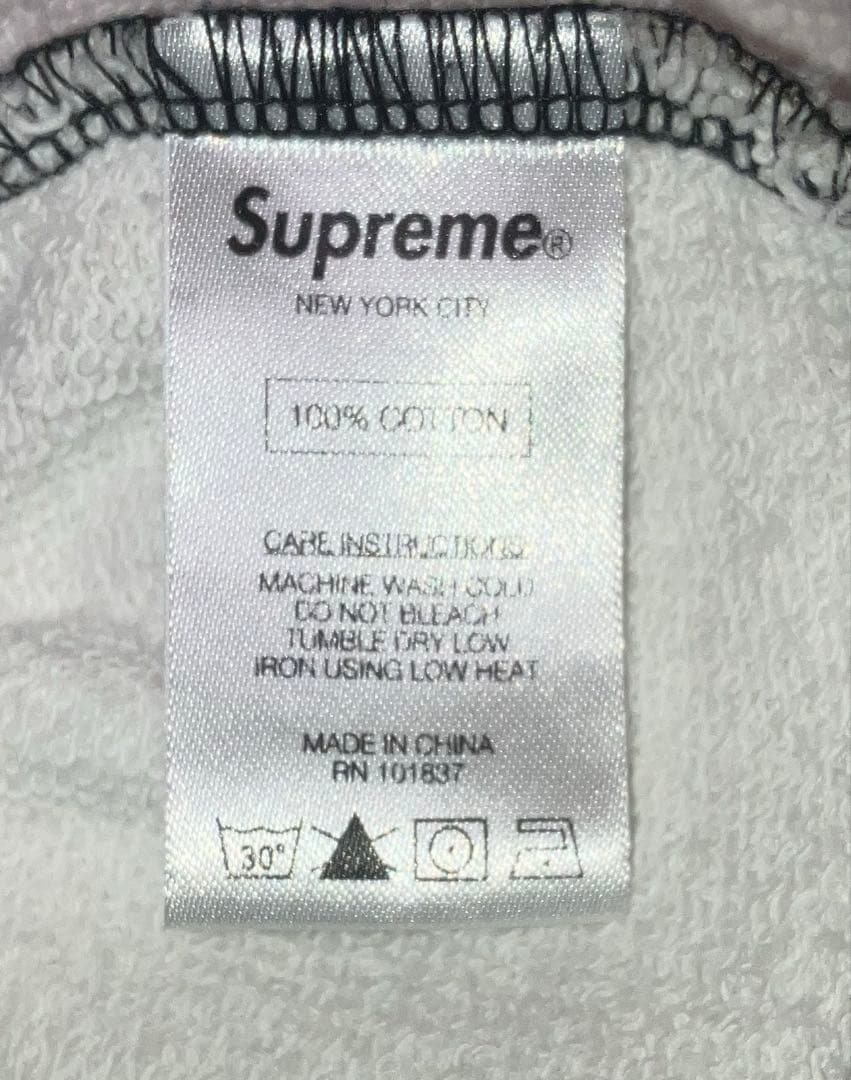 Supreme®
NEW YORK CITY
100% COTTON
CARE INSTRUCTIONS
MACHINE WASH COLD
DO NOT BLEACH
TUMBLE DRY LOW
IRON USING LOW HEAT
MADE IN CHINA
RN 101837
30°